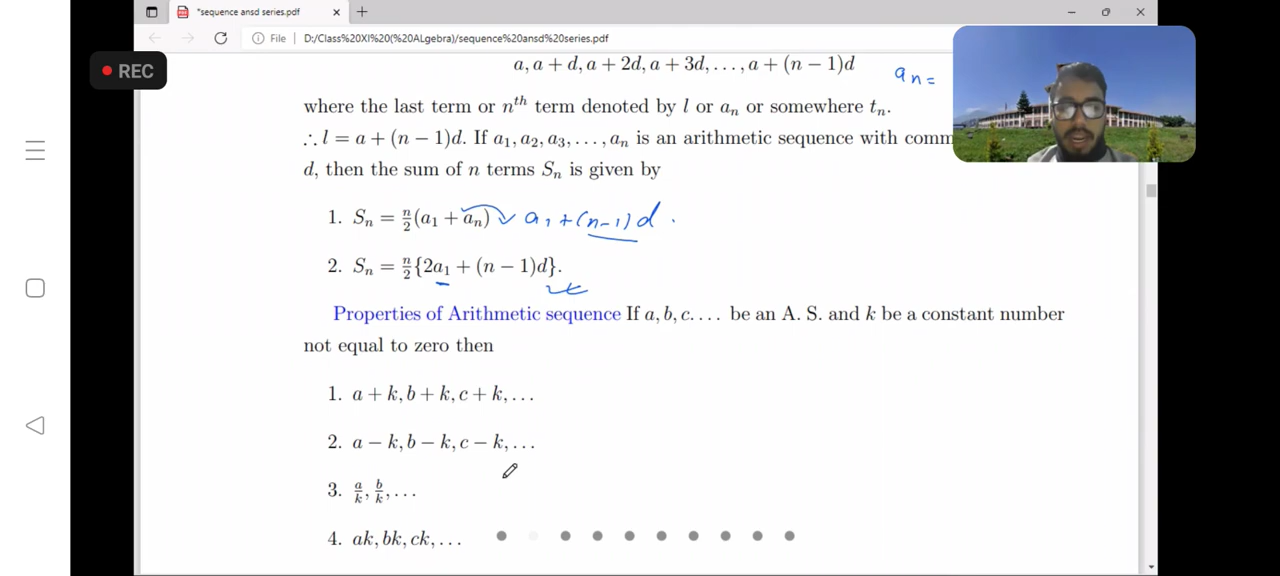 *sequence ansd series.pdf
File D:/Class%20XI%20(%20ALgebra)/sequence%20ansd%20series.pdf
REC
a, a + d, a + 2d, a + 3d, . . . , a + (n − 1)d
aₙ =
where the last term or nᵗʰ term denoted by l or aₙ or somewhere tₙ.
∴ l = a + (n − 1)d. If a₁, a₂, a₃, . . . , aₙ is an arithmetic sequence with comm
d, then the sum of n terms Sₙ is given by
1. Sₙ = n/2(a₁ + aₙ) a₁ + (n−1)d .
2. Sₙ = n/2{2a₁ + (n − 1)d}.
Properties of Arithmetic sequence If a, b, c. . . . be an A. S. and k be a constant number
not equal to zero then
1. a + k, b + k, c + k, . . .
2. a − k, b − k, c − k, . . .
3. a/k, b/k, . . .
4. ak, bk, ck, . . .